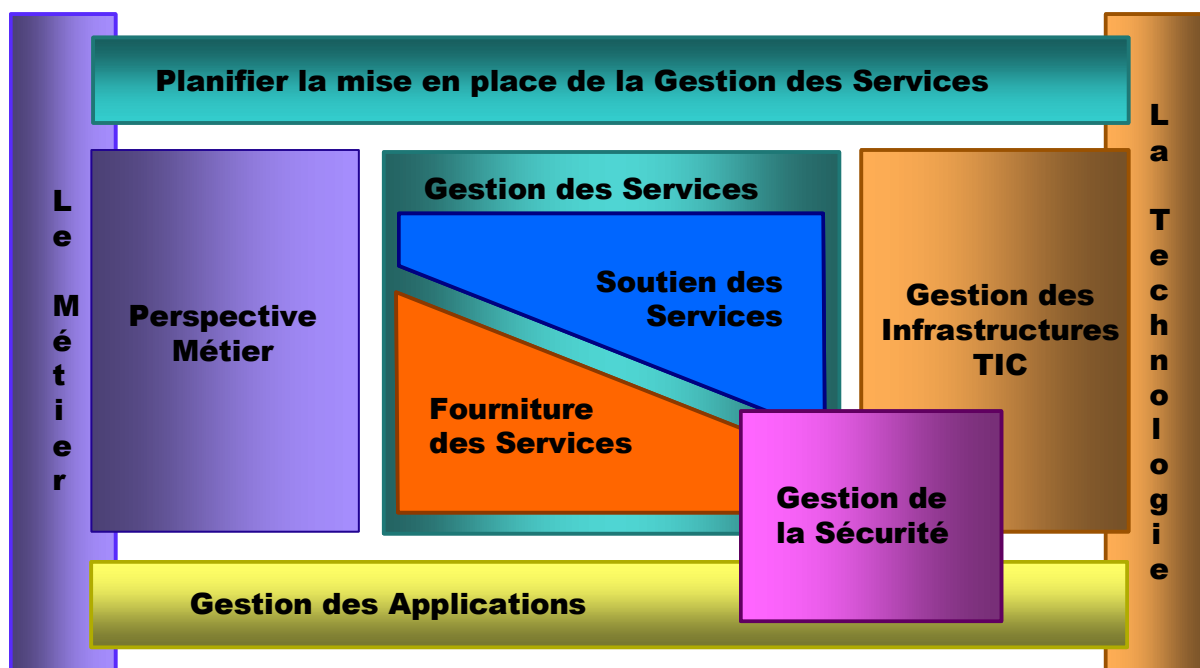 Planifier la mise en place de la Gestion des Services
Le Métier
Perspective
Métier
Gestion des Services
Soutien des
Services
Fourniture
des Services
Gestion des
Infrastructures
TIC
La Technologie
Gestion de
la Sécurité
Gestion des Applications